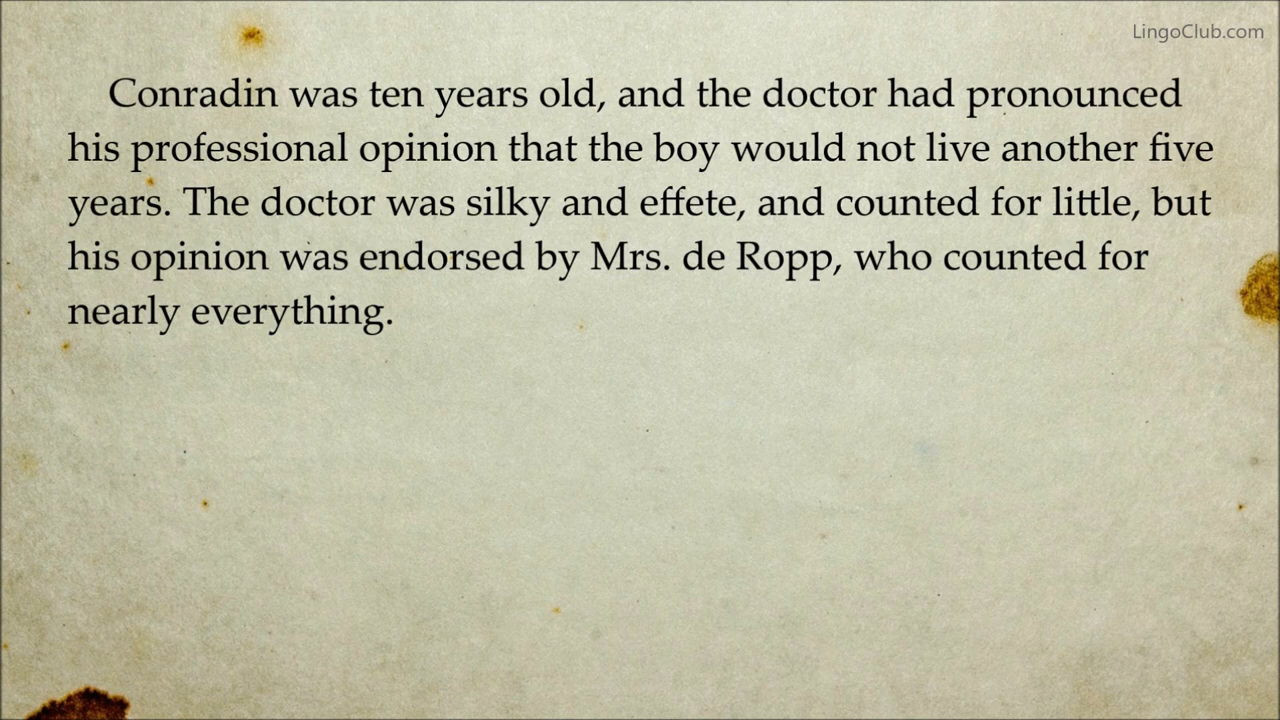 LingoClub.com
Conradin was ten years old, and the doctor had pronounced
his professional opinion that the boy would not live another five
years. The doctor was silky and effete, and counted for little, but
his opinion was endorsed by Mrs. de Ropp, who counted for
nearly everything.